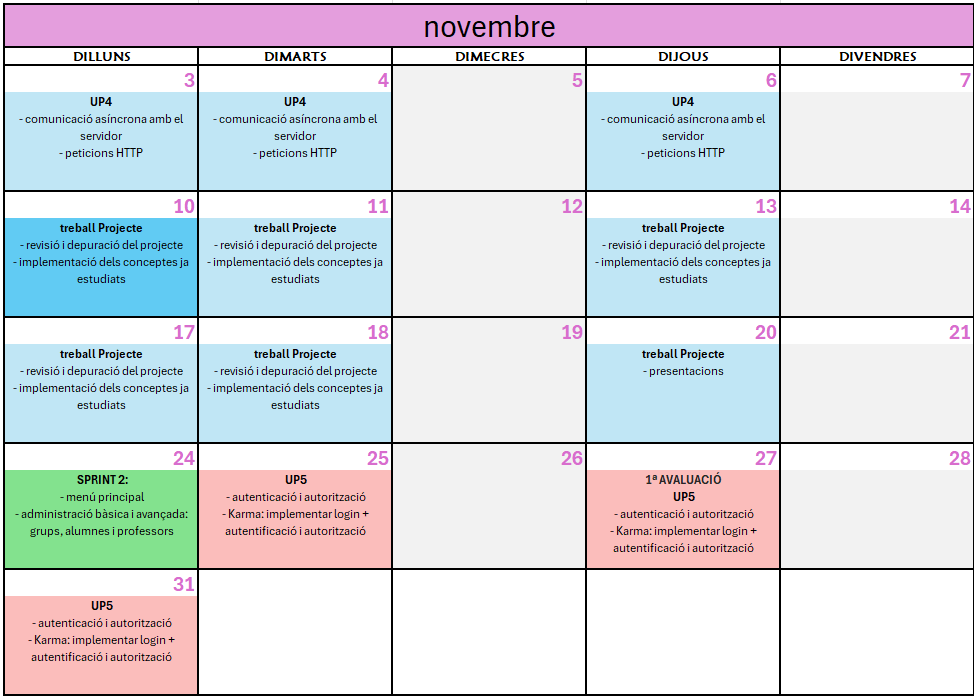 novembre
DILLUNS DIMARTS DIMECRES DIJOUS DIVENDRES
3 4 5 6 7
UP4
- comunicació asíncrona amb el
servidor
- peticions HTTP
UP4
- comunicació asíncrona amb el
servidor
- peticions HTTP
UP4
- comunicació asíncrona amb el
servidor
- peticions HTTP
10 11 12 13 14
treball Projecte
- revisió i depuració del projecte
- implementació dels conceptes ja
estudiats
treball Projecte
- revisió i depuració del projecte
- implementació dels conceptes ja
estudiats
treball Projecte
- revisió i depuració del projecte
- implementació dels conceptes ja
estudiats
17 18 19 20 21
treball Projecte
- revisió i depuració del projecte
- implementació dels conceptes ja
estudiats
treball Projecte
- revisió i depuració del projecte
- implementació dels conceptes ja
estudiats
treball Projecte
- presentacions
24 25 26 27 28
SPRINT 2:
- menú principal
- administració bàsica i avançada:
grups, alumnes i professors
UP5
- autenticació i autorització
- Karma: implementar login +
autentificació i autorització
1ª AVALUACIÓ
UP5
- autenticació i autorització
- Karma: implementar login +
autentificació i autorització
31
UP5
- autenticació i autorització
- Karma: implementar login +
autentificació i autorització